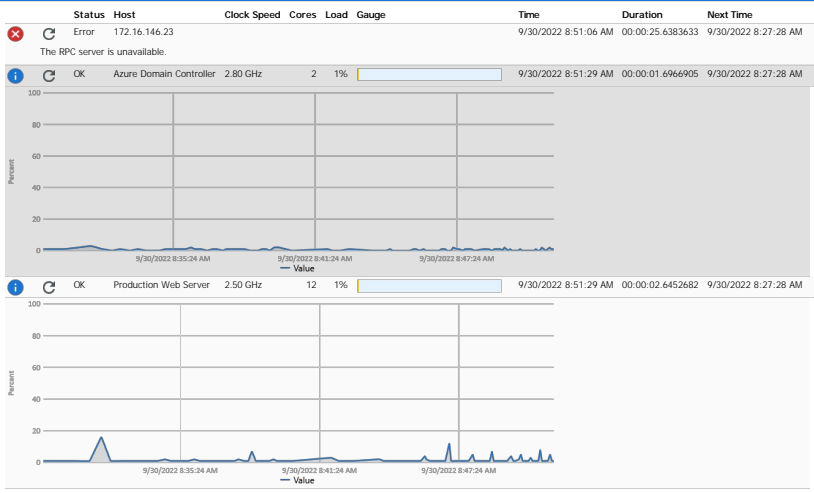 Status Host Clock Speed Cores Load Gauge Time Duration Next Time
Error 172.16.146.23 9/30/2022 8:51:06 AM 00:00:25.6383633 9/30/2022 8:27:28 AM
The RPC server is unavailable.
OK Azure Domain Controller 2.80 GHz 2 1% 9/30/2022 8:51:29 AM 00:00:01.6966905 9/30/2022 8:27:28 AM
100
80
60
Percent
40
20
0
9/30/2022 8:35:24 AM 9/30/2022 8:41:24 AM 9/30/2022 8:47:24 AM
Value
OK Production Web Server 2.50 GHz 12 1% 9/30/2022 8:51:29 AM 00:00:02.6452682 9/30/2022 8:27:28 AM
100
80
60
Percent
40
20
0
9/30/2022 8:35:24 AM 9/30/2022 8:41:24 AM 9/30/2022 8:47:24 AM
Value